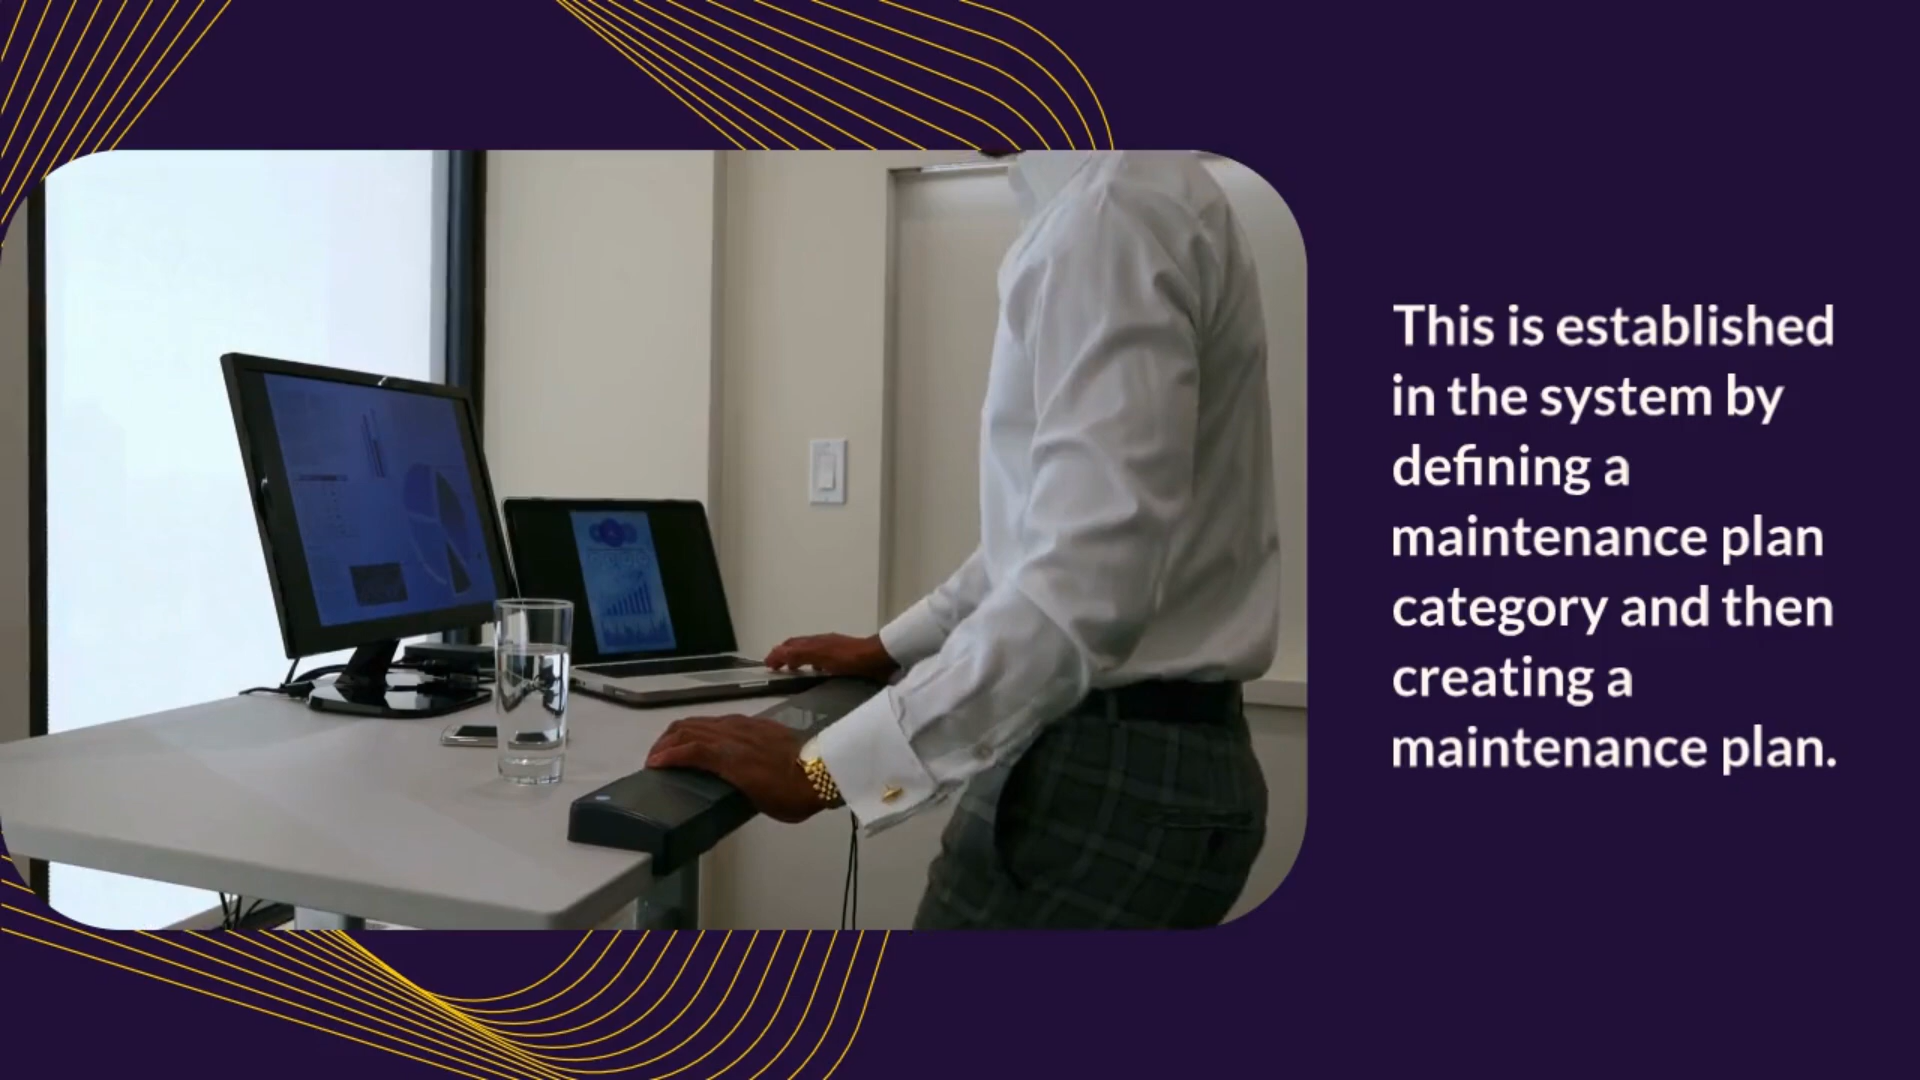 This is established
in the system by
defining a
maintenance plan
category and then
creating a
maintenance plan.